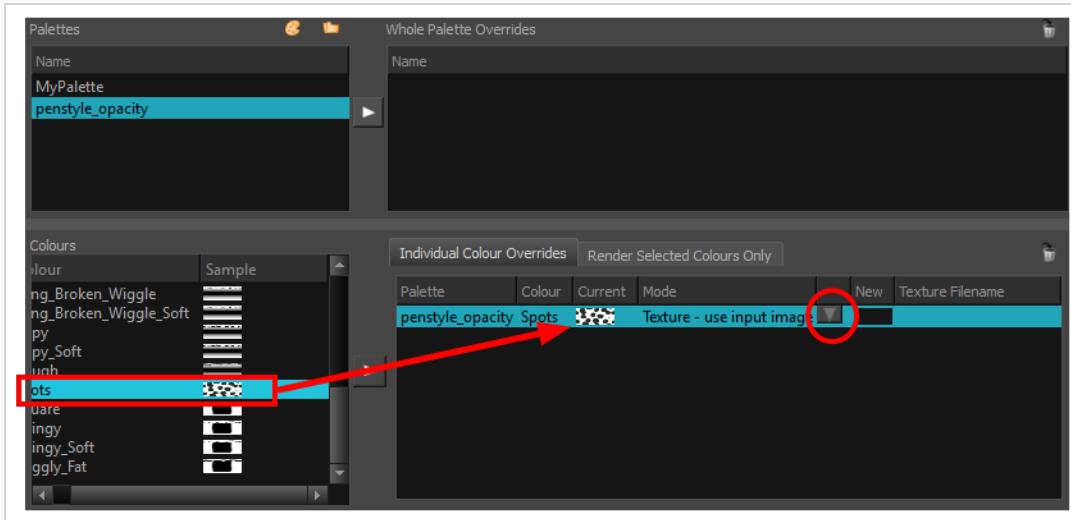 Palettes
Whole Palette Overrides
Name
Name
MyPalette
penstyle_opacity
Colours
lour
Sample
ng_Broken_Wiggle
ng_Broken_Wiggle_Soft
py
py_Soft
ugh
ots
uare
ingy
ingy_Soft
ggly_Fat
Individual Colour Overrides
Render Selected Colours Only
Palette Colour Current Mode New Texture Filename
penstyle_opacity Spots Texture - use input image